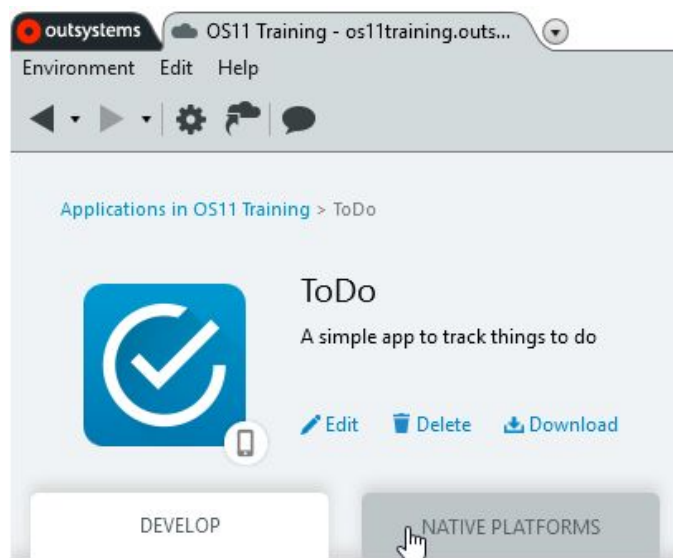 outsystems OS11 Training - os11training.outs...
Environment Edit Help
Applications in OS11 Training > ToDo
ToDo
A simple app to track things to do
Edit Delete Download
DEVELOP NATIVE PLATFORMS